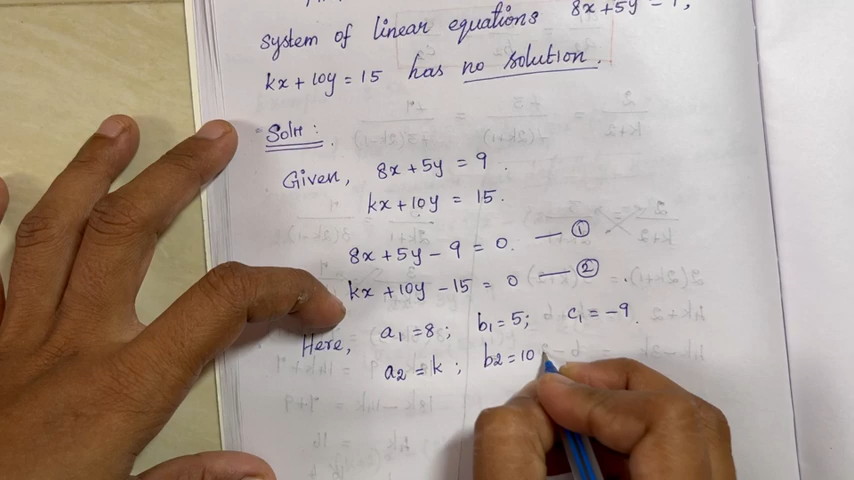 8x+5y =
system of linear equations
kx+10y = 15 has no solution.
Soln:
Given, 8x+5y = 9.
kx+10y = 15.
8x+5y-9 = 0. — ①
kx+10y-15 = 0 — ②
Here, a1=8; b1=5; c1=-9.
a2=k; b2=10